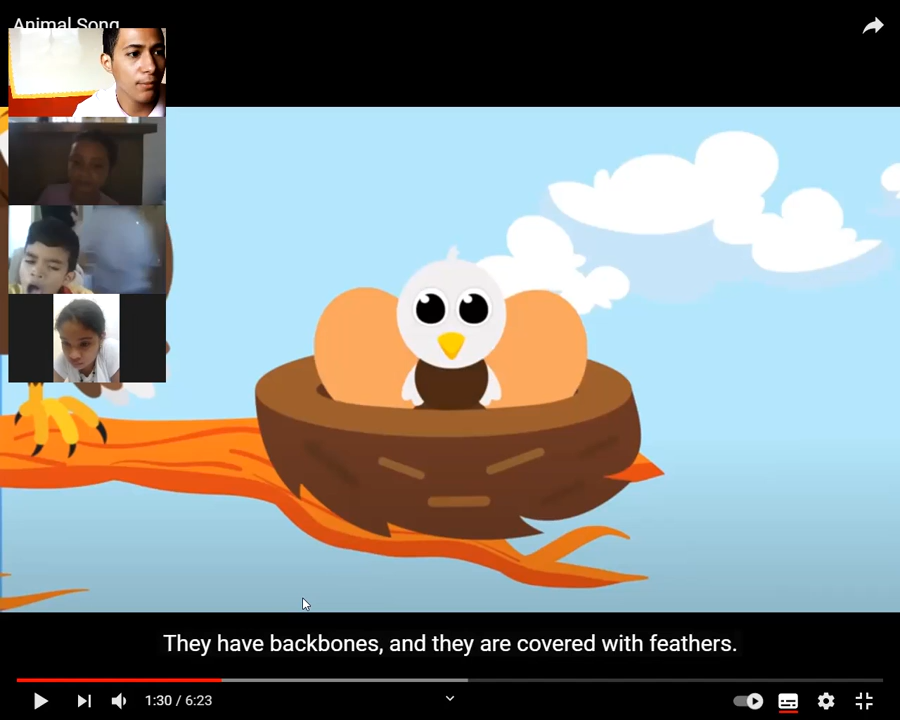 Animal Song
They have backbones, and they are covered with feathers.
1:30 / 6:23